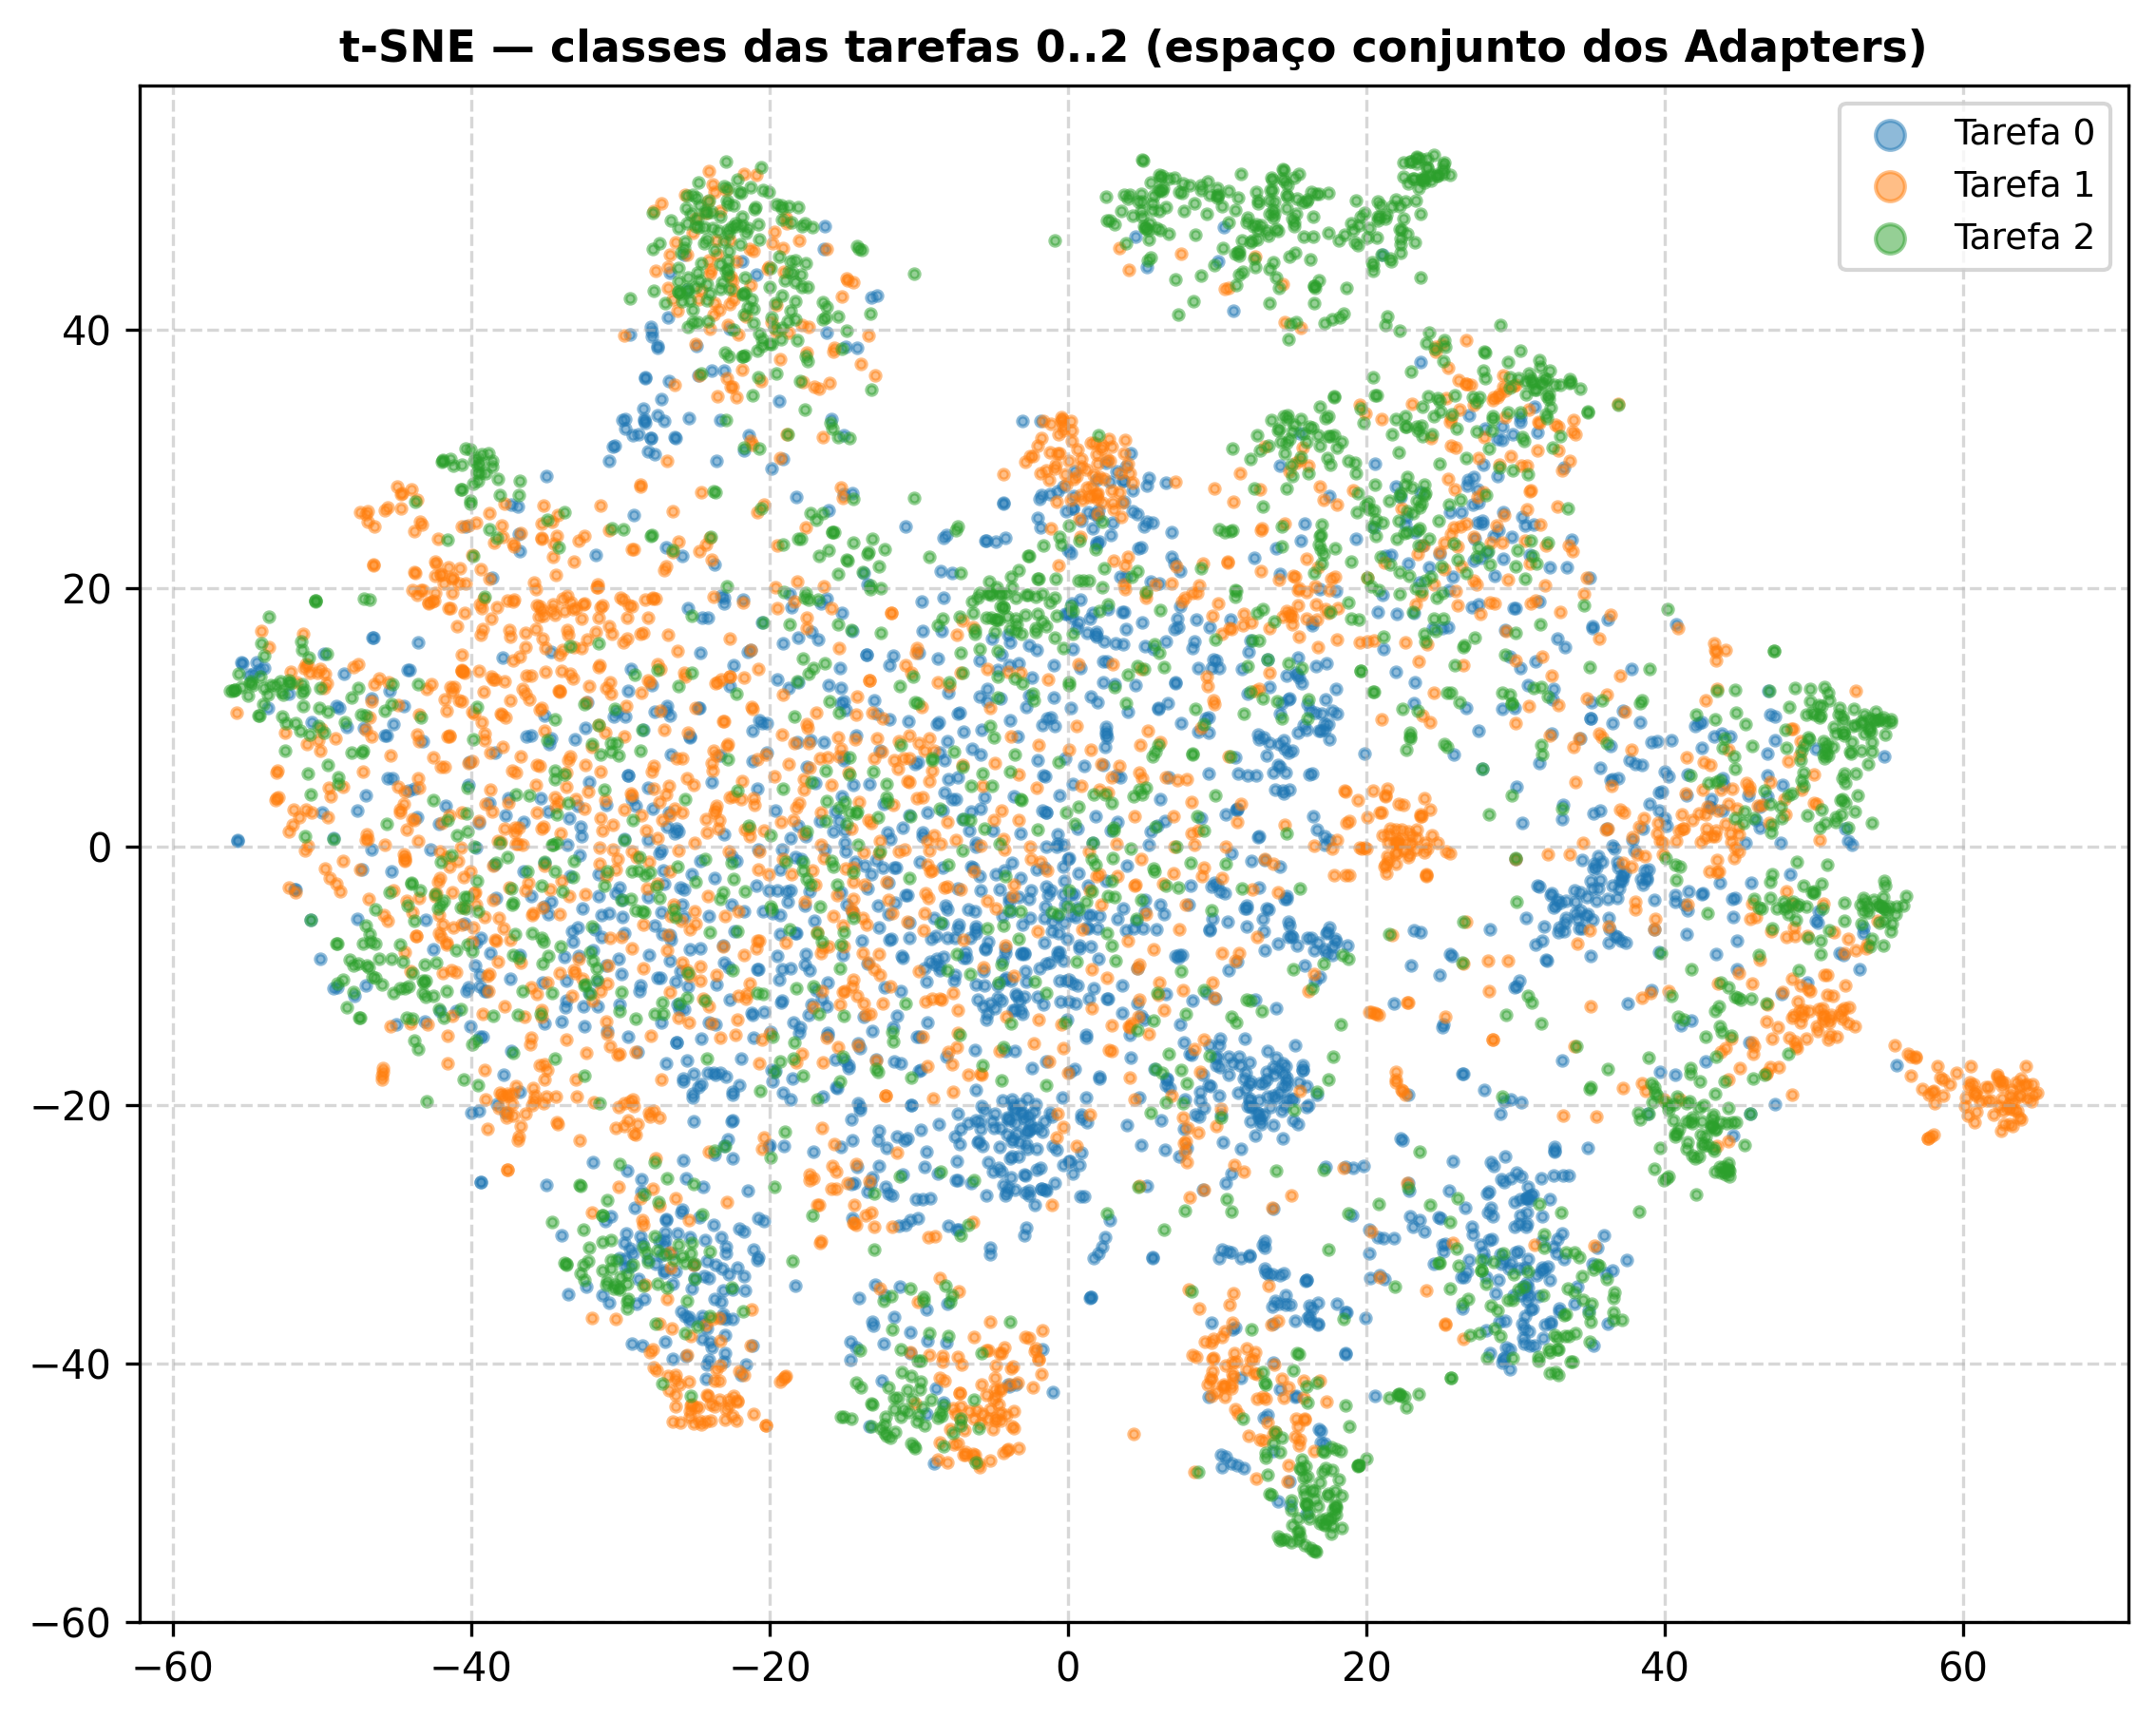 t-SNE — classes das tarefas 0..2 (espaço conjunto dos Adapters)
Tarefa 0
Tarefa 1
Tarefa 2
40
20
0
−20
−40
−60
−60 −40 −20 0 20 40 60